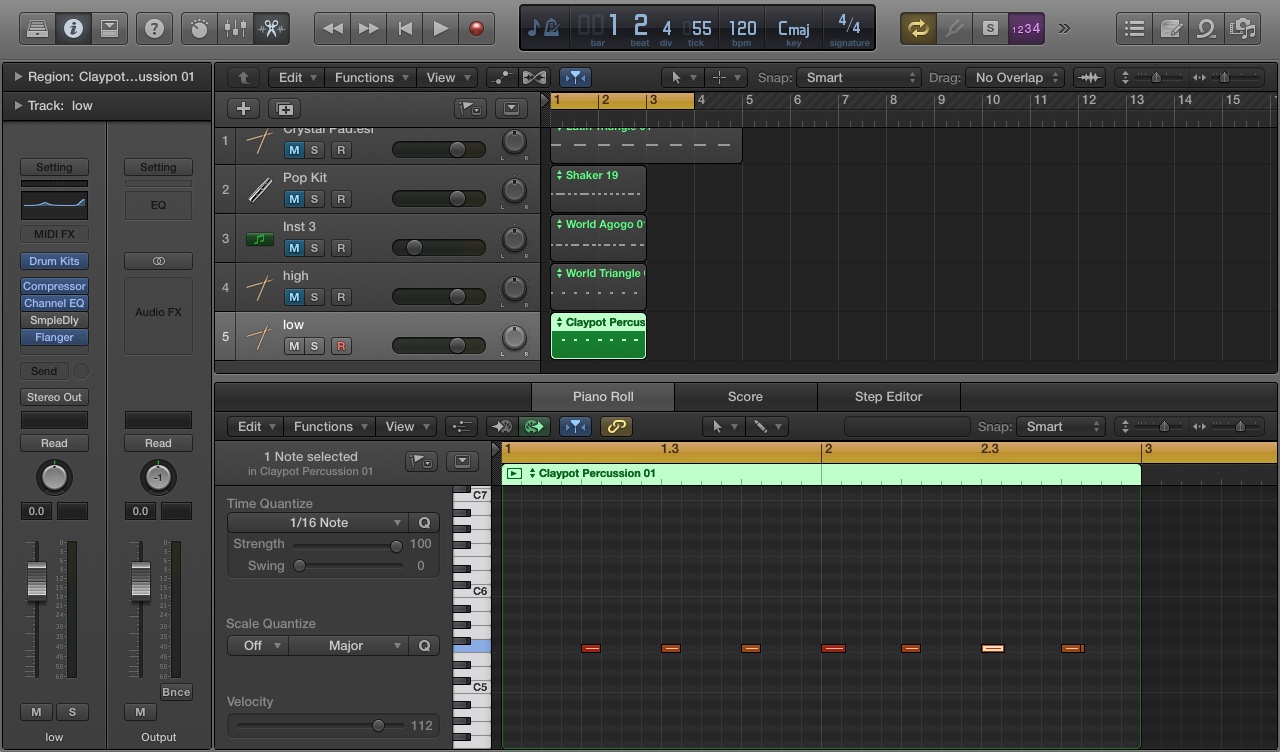 1 2 4 55 120 Cmaj 4/4
bar beat div tick bpm key signature
S 1234
Region: Claypot...ussion 01
Track: low
Edit Functions View Snap: Smart Drag: No Overlap
1 2 3 4 5 6 7 8 9 10 11 12 13 14 15
1 Crystal Pad.esi
M S R
Latin Triangle 01
2 Pop Kit
M S R
Shaker 19
3 Inst 3
M S R
World Agogo 0
4 high
M S R
World Triangle
5 low
M S R
Claypot Percus
Setting
MIDI FX
Drum Kits
Compressor
Channel EQ
SmpleDly
Flanger
Send
Stereo Out
Read
0.0
M S
low
Setting
EQ
Audio FX
Read
-1
0.0
Bnce
M
Output
Piano Roll Score Step Editor
Edit Functions View Snap: Smart
1 Note selected
in Claypot Percussion 01
1 1.3 2 2.3 3
Claypot Percussion 01
Time Quantize
1/16 Note Q
Strength 100
Swing 0
Scale Quantize
Off Major Q
Velocity
112
C7
C6
C5